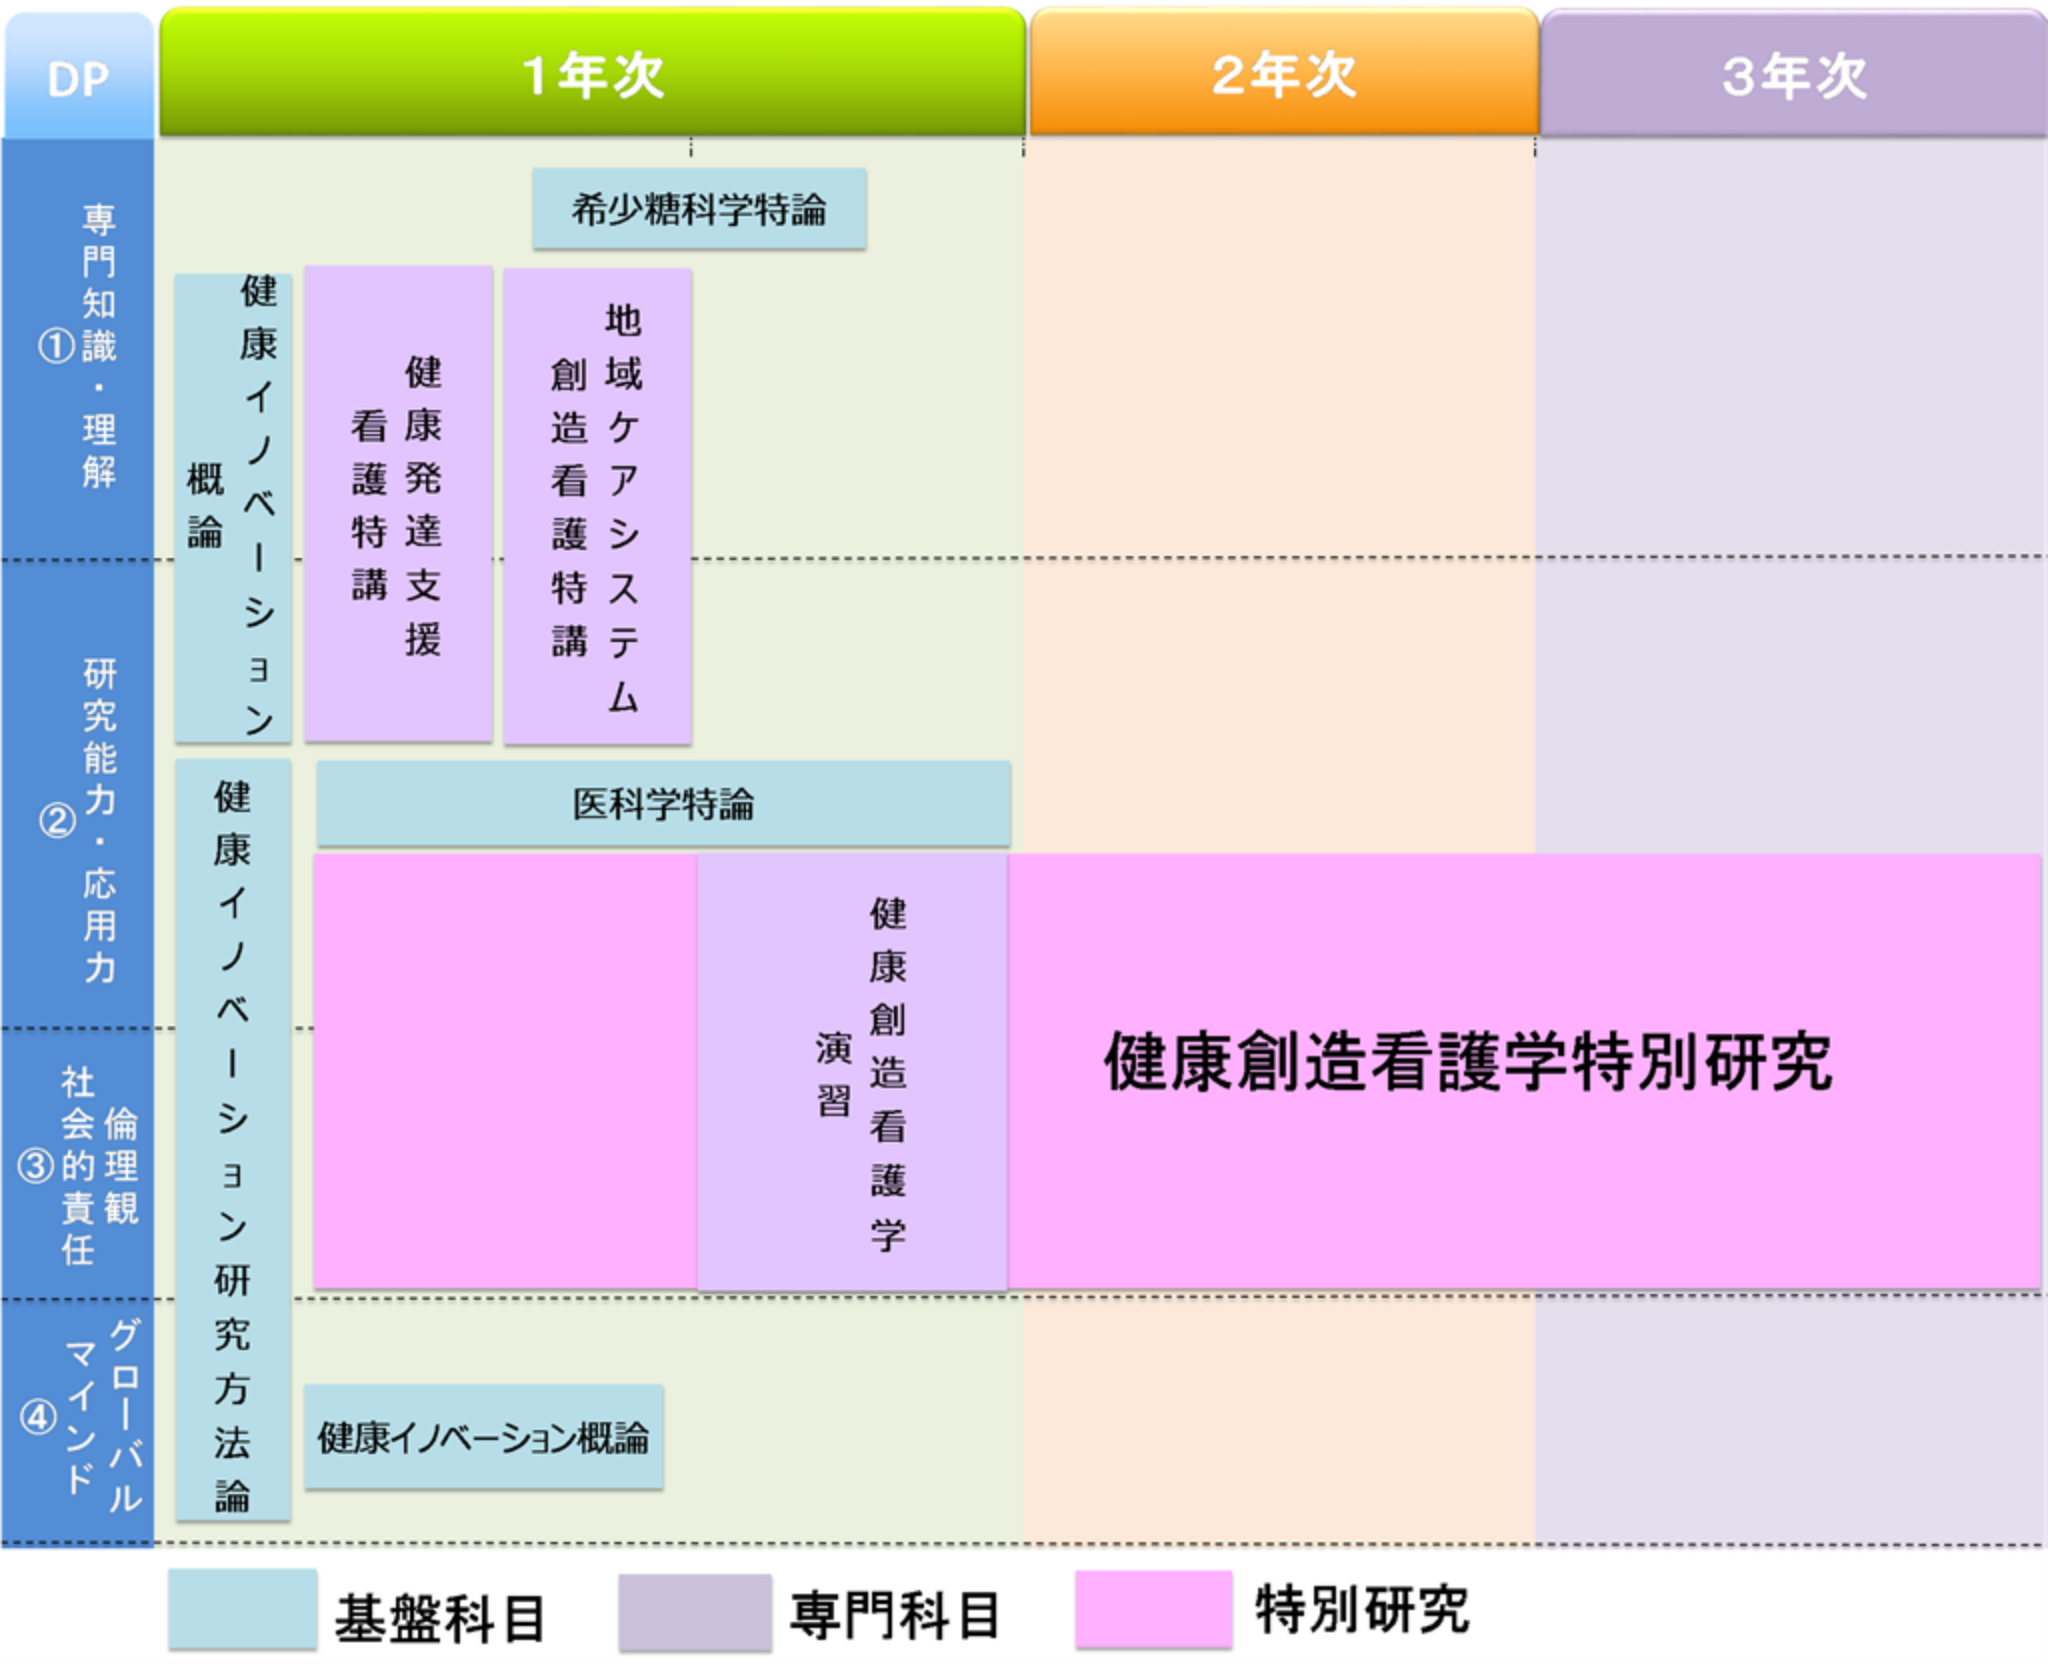 DP
1年次
2年次
3年次
①専門知識・理解
②研究能力・応用力
倫理観
③社会的責任
グローバル
④マインド
希少糖科学特論
健康イノベーション
概論
健康発達支援
看護特講
地域ケアシステム
創造看護特講
健康イノベーション研究方法論
医科学特論
健康創造看護学
演習
健康創造看護学特別研究
健康イノベーション概論
基盤科目
専門科目
特別研究